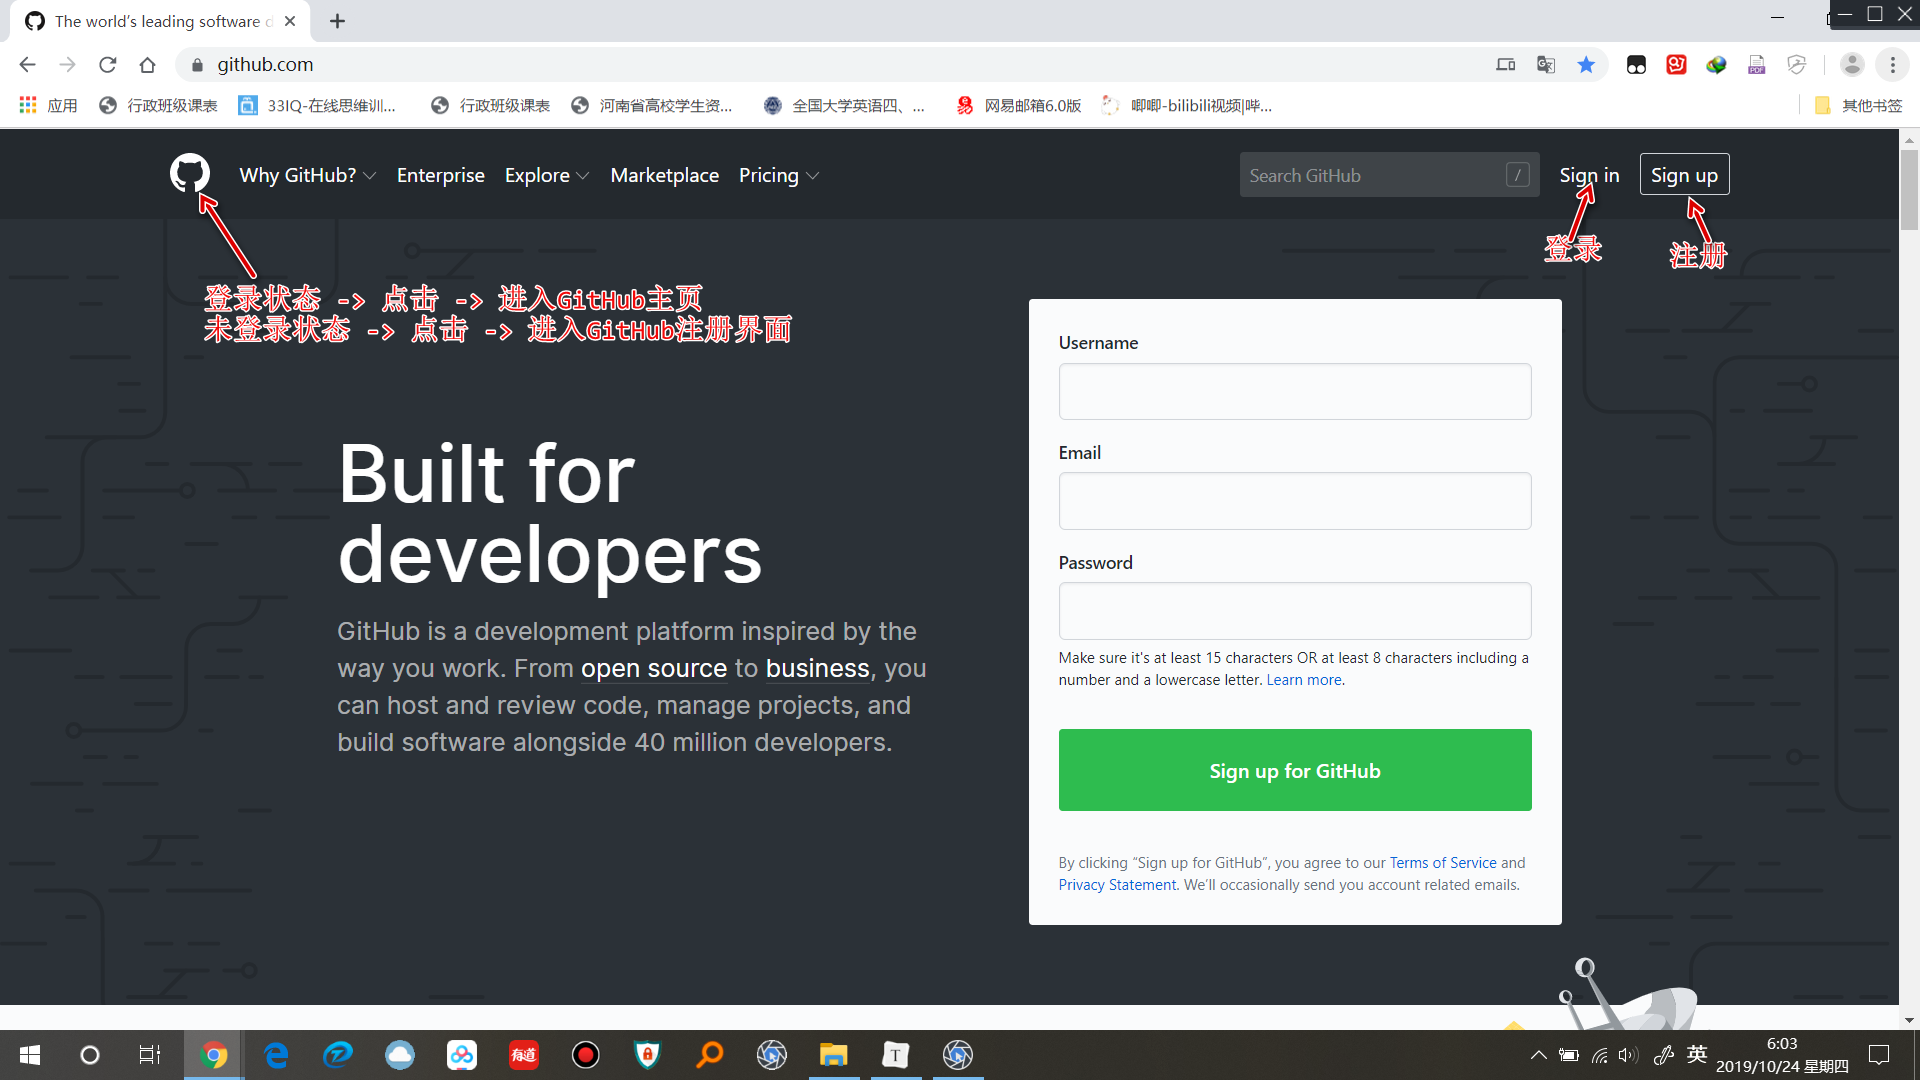 The world's leading software d
github.com
应用
行政班级课表
33IQ-在线思维训...
行政班级课表
河南省高校学生资...
全国大学英语四、...
网易邮箱6.0版
唧唧-bilibili视频|哔...
其他书签
Why GitHub?
Enterprise
Explore
Marketplace
Pricing
Search GitHub
/
Sign in
Sign up
登录
注册
登录状态 -> 点击 -> 进入GitHub主页
未登录状态 -> 点击 -> 进入GitHub注册界面
Built for
developers
GitHub is a development platform inspired by the
way you work. From open source to business, you
can host and review code, manage projects, and
build software alongside 40 million developers.
Username
Email
Password
Make sure it's at least 15 characters OR at least 8 characters including a
number and a lowercase letter. Learn more.
Sign up for GitHub
By clicking “Sign up for GitHub”, you agree to our Terms of Service and
Privacy Statement. We’ll occasionally send you account related emails.
有道
T
英
6:03
2019/10/24 星期四